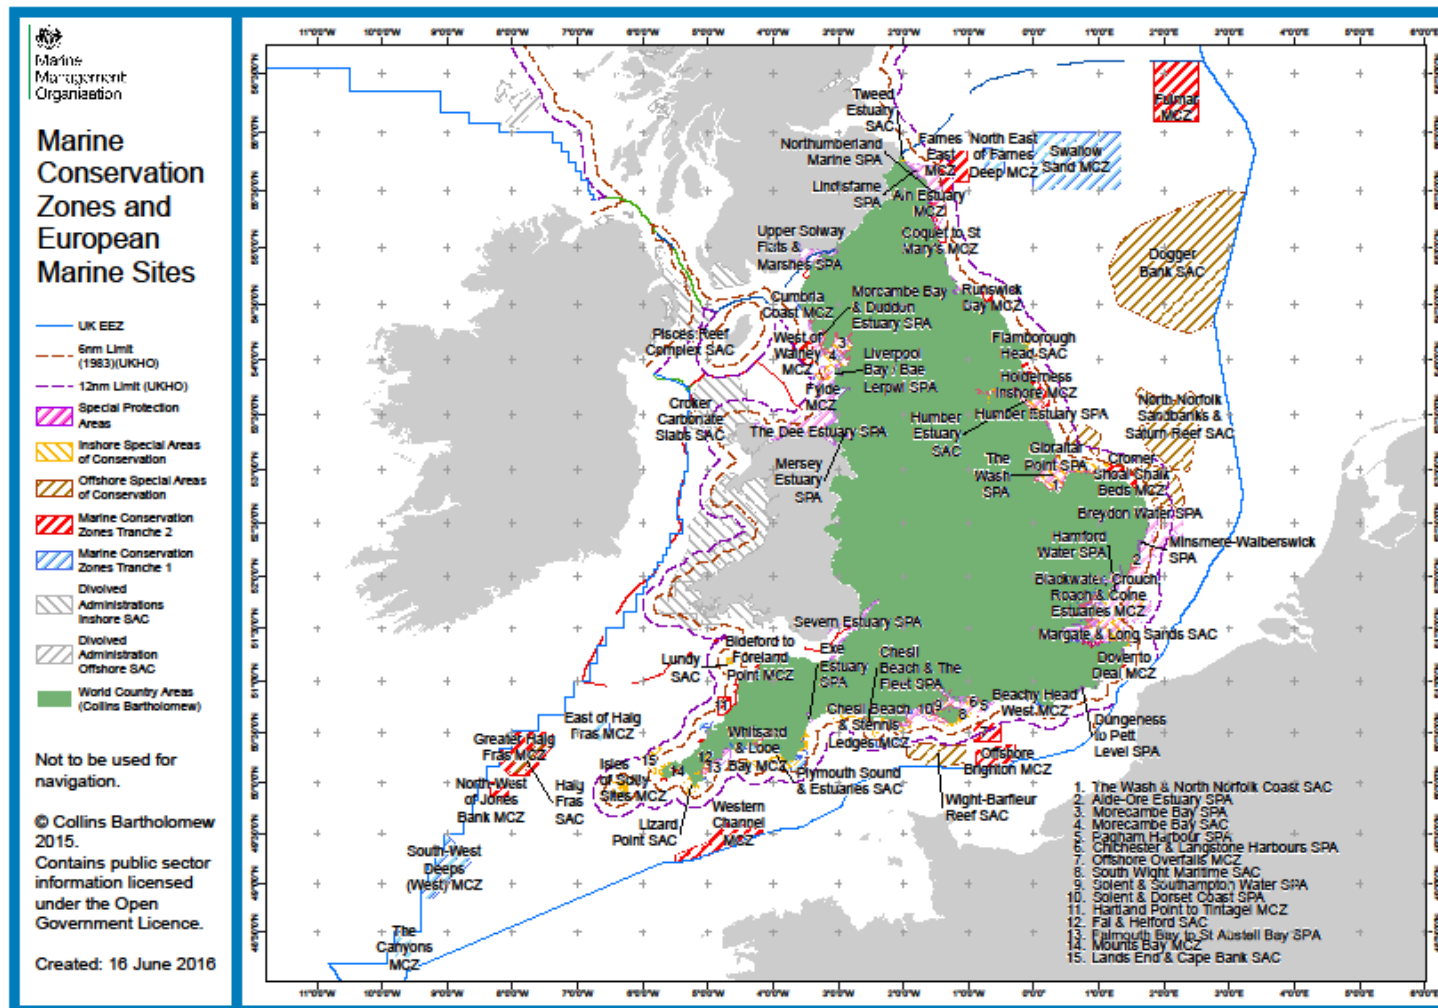 Marine
Management
Organisation
Marine
Conservation
Zones and
European
Marine Sites
UK EEZ
6nm Limit
(1983)(UKHO)
12nm Limit (UKHO)
Special Protection
Areas
Inshore Special Areas
of Conservation
Offshore Special Areas
of Conservation
Marine Conservation
Zones Tranche 2
Marine Conservation
Zones Tranche 1
Divolved
Administrations
Inshore SAC
Divolved
Administration
Offshore SAC
World Country Areas
(Collins Bartholomew)
Not to be used for
navigation.
© Collins Bartholomew
2015.
Contains public sector
information licensed
under the Open
Government Licence.
Created: 16 June 2016
Tweed
Estuary
SAC
Northumberland
Marine SPA
Lindisfarne
SPA
Farnes
East
MCZ
North East
of Farnes
Deep MCZ
Swallow
Sand MCZ
Fulmar
MCZ
Aln Estuary
MCZ
Coquet to St
Mary's MCZ
Dogger
Bank SAC
Upper Solway
Flats &
Marshes SPA
Cumbria
Coast MCZ
Morcambe Bay
& Duddon
Estuary SPA
Runswick
Bay MCZ
Pisces Reef
Complex SAC
West of
Walney
MCZ
3
4
Liverpool
Bay / Bae
Lerpwl SPA
Flamborough
Head SAC
Fylde
MCZ
Holderness
Inshore MCZ
Croker
Carbonate
Slabs SAC
The Dee Estuary SPA
Humber
Estuary
SAC
Humber Estuary SPA
North Norfolk
Sandbanks &
Saturn Reef SAC
Mersey
Estuary
SPA
The
Wash
SPA
Gibraltar
Point SPA
1
Cromer
Shoal Chalk
Beds MCZ
Breydon Water SPA
Hamford
Water SPA
2
Minsmere-Walberswick
SPA
Blackwater, Crouch,
Roach & Colne
Estuaries MCZ
Margate & Long Sands SAC
Severn Estuary SPA
Bideford to
Foreland
Point MCZ
Lundy
SAC
Exe
Estuary
SPA
Chesil
Beach & The
Fleet SPA
Dover to
Deal MCZ
11
Chesil Beach
& Stennis
Ledges MCZ
10
9
8
6
5
7
Beachy Head
West MCZ
Dungeness
to Pett
Level SPA
East of Haig
Fras MCZ
Greater Haig
Fras MCZ
Whitsand
& Looe
Bay MCZ
Offshore
Brighton MCZ
North-West
of Jones
Bank MCZ
Haig
Fras
SAC
Isles
of Scilly
Sites MCZ
15
14
12
13
Plymouth Sound
& Estuaries SAC
Wight-Barfleur
Reef SAC
Lizard
Point SAC
Western
Channel
MCZ
South-West
Deeps
(West) MCZ
The
Canyons
MCZ
1. The Wash & North Norfolk Coast SAC
2. Alde-Ore Estuary SPA
3. Morecambe Bay SPA
4. Morecambe Bay SAC
5. Pagham Harbour SPA
6. Chichester & Langstone Harbours SPA
7. Offshore Overfalls MCZ
8. South Wight Maritime SAC
9. Solent & Southampton Water SPA
10. Solent & Dorset Coast SPA
11. Hartland Point to Tintagel MCZ
12. Fal & Helford SAC
13. Falmouth Bay to St Austell Bay SPA
14. Mounts Bay MCZ
15. Lands End & Cape Bank SAC